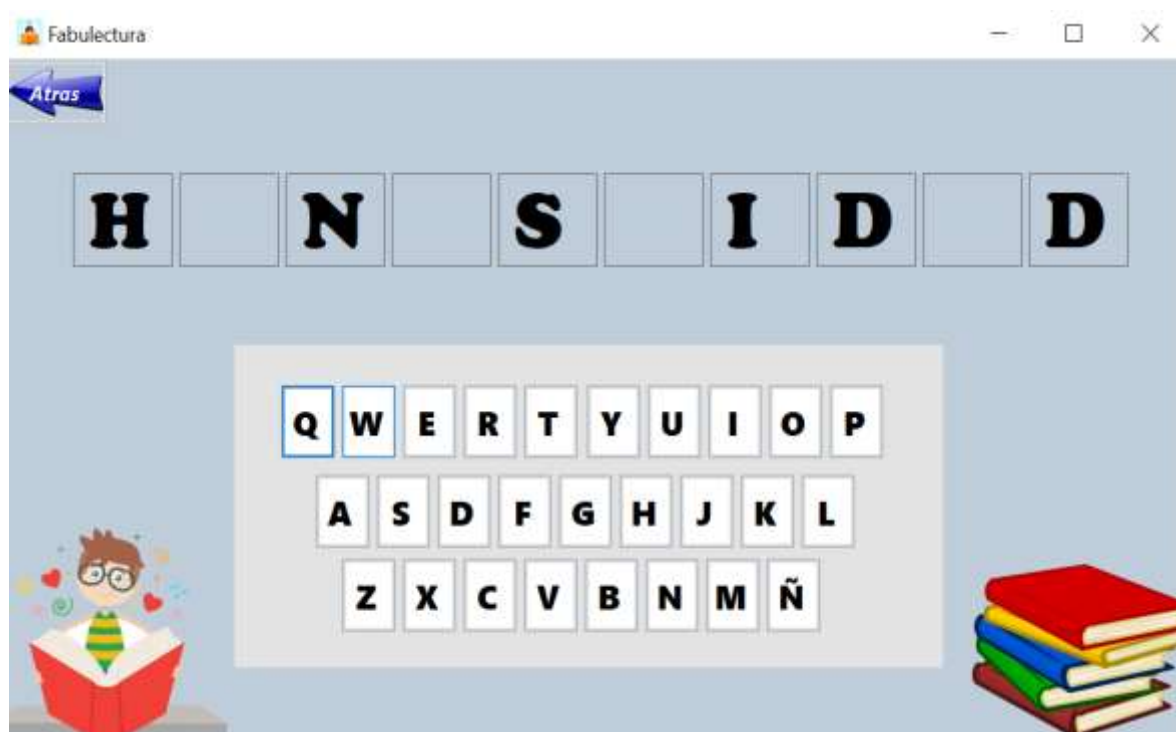 Fabulectura
Atras
H N S I D D
Q W E R T Y U I O P
A S D F G H J K L
Z X C V B N M Ñ